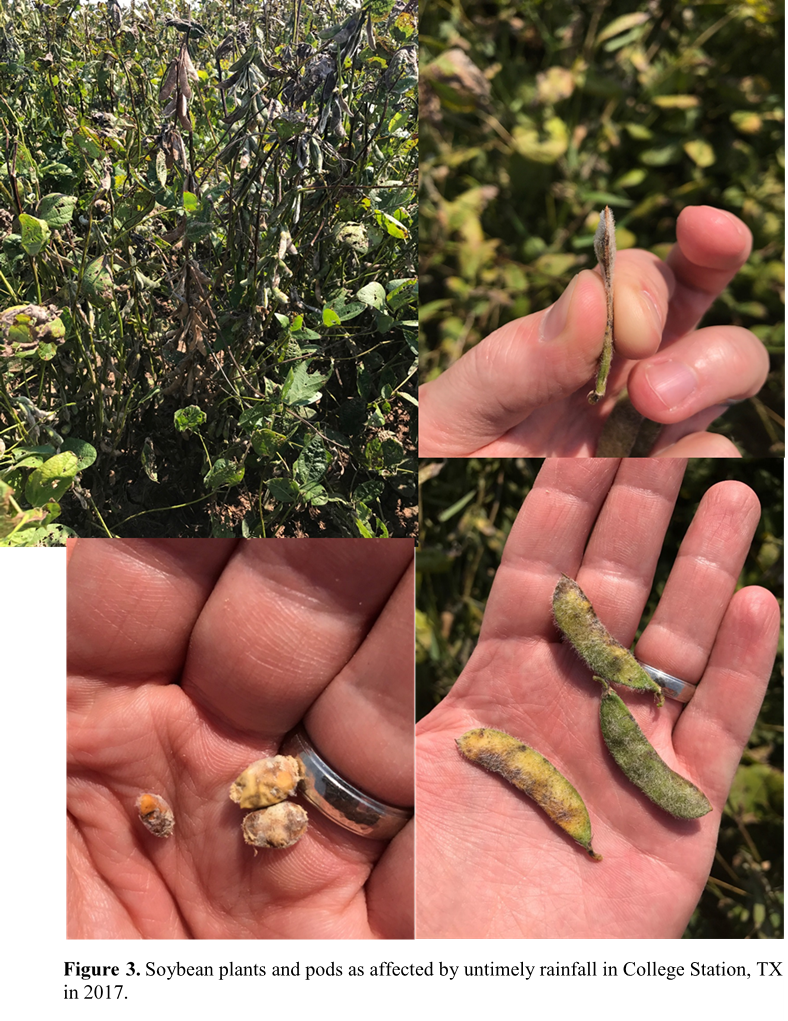 Figure 3. Soybean plants and pods as affected by untimely rainfall in College Station, TX
in 2017.